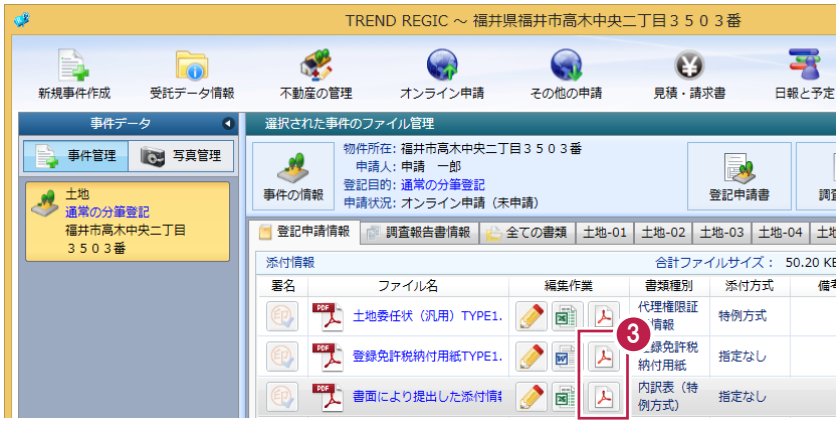 TREND REGIC ～ 福井県福井市高木中央二丁目３５０３番
新規事件作成
受託データ情報
不動産の管理
オンライン申請
その他の申請
見積・請求書
日報と予定
事件データ
選択された事件のファイル管理
事件管理
写真管理
土地
通常の分筆登記
福井市高木中央二丁目
３５０３番
事件の情報
物件所在: 福井市高木中央二丁目３５０３番
申請人: 申請　一郎
登記目的: 通常の分筆登記
申請状況: オンライン申請（未申請）
登記申請書
登記申請情報
調査報告書情報
全ての書類
土地-01
土地-02
土地-03
土地-04
添付情報
合計ファイルサイズ： 50.20 KE
署名
ファイル名
編集作業
書類種別
添付方式
土地委任状（汎用）TYPE1.
代理権限証
情報
特例方式
3
登録免許税納付用紙TYPE1.
登録免許税
納付用紙
指定なし
書面により提出した添付情
内訳表（特
例方式）
指定なし